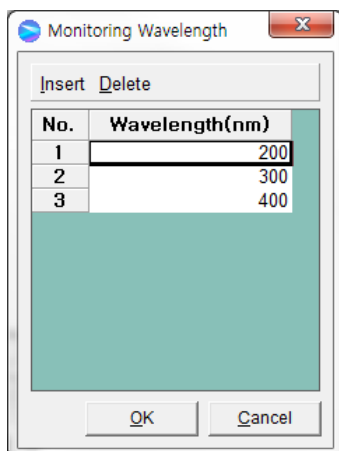 Monitoring Wavelength
Insert Delete
No. Wavelength(nm)
1 200
2 300
3 400
OK Cancel